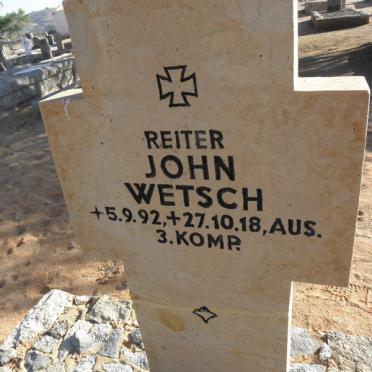 REITER
JOHN
WETSCH
+5.9.92,+27.10.18, AUS.
3.KOMP.